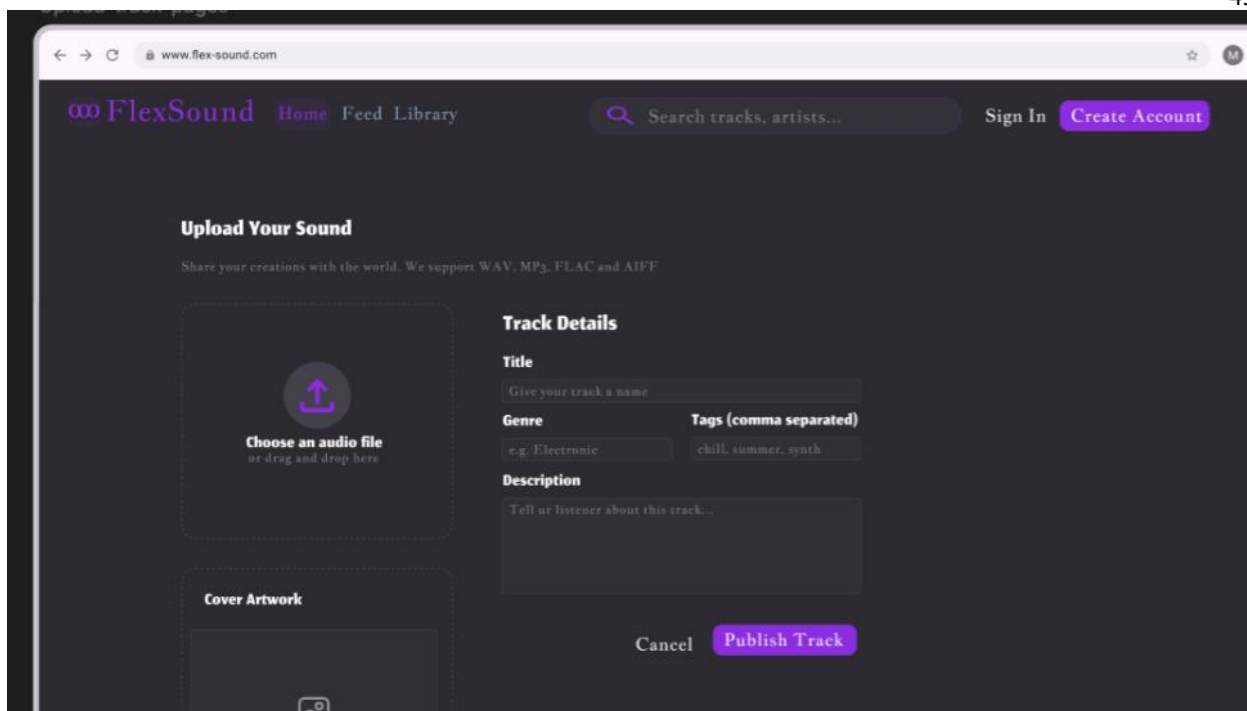 Upload track pages
www.flex-sound.com
M
FlexSound Home Feed Library Search tracks, artists... Sign In Create Account
Upload Your Sound
Share your creations with the world. We support WAV, MP3, FLAC and AIFF
Choose an audio file
or drag and drop here
Cover Artwork
Track Details
Title
Give your track a name
Genre Tags (comma separated)
e.g. Electronic chill, summer, synth
Description
Tell ur listener about this track...
Cancel Publish Track